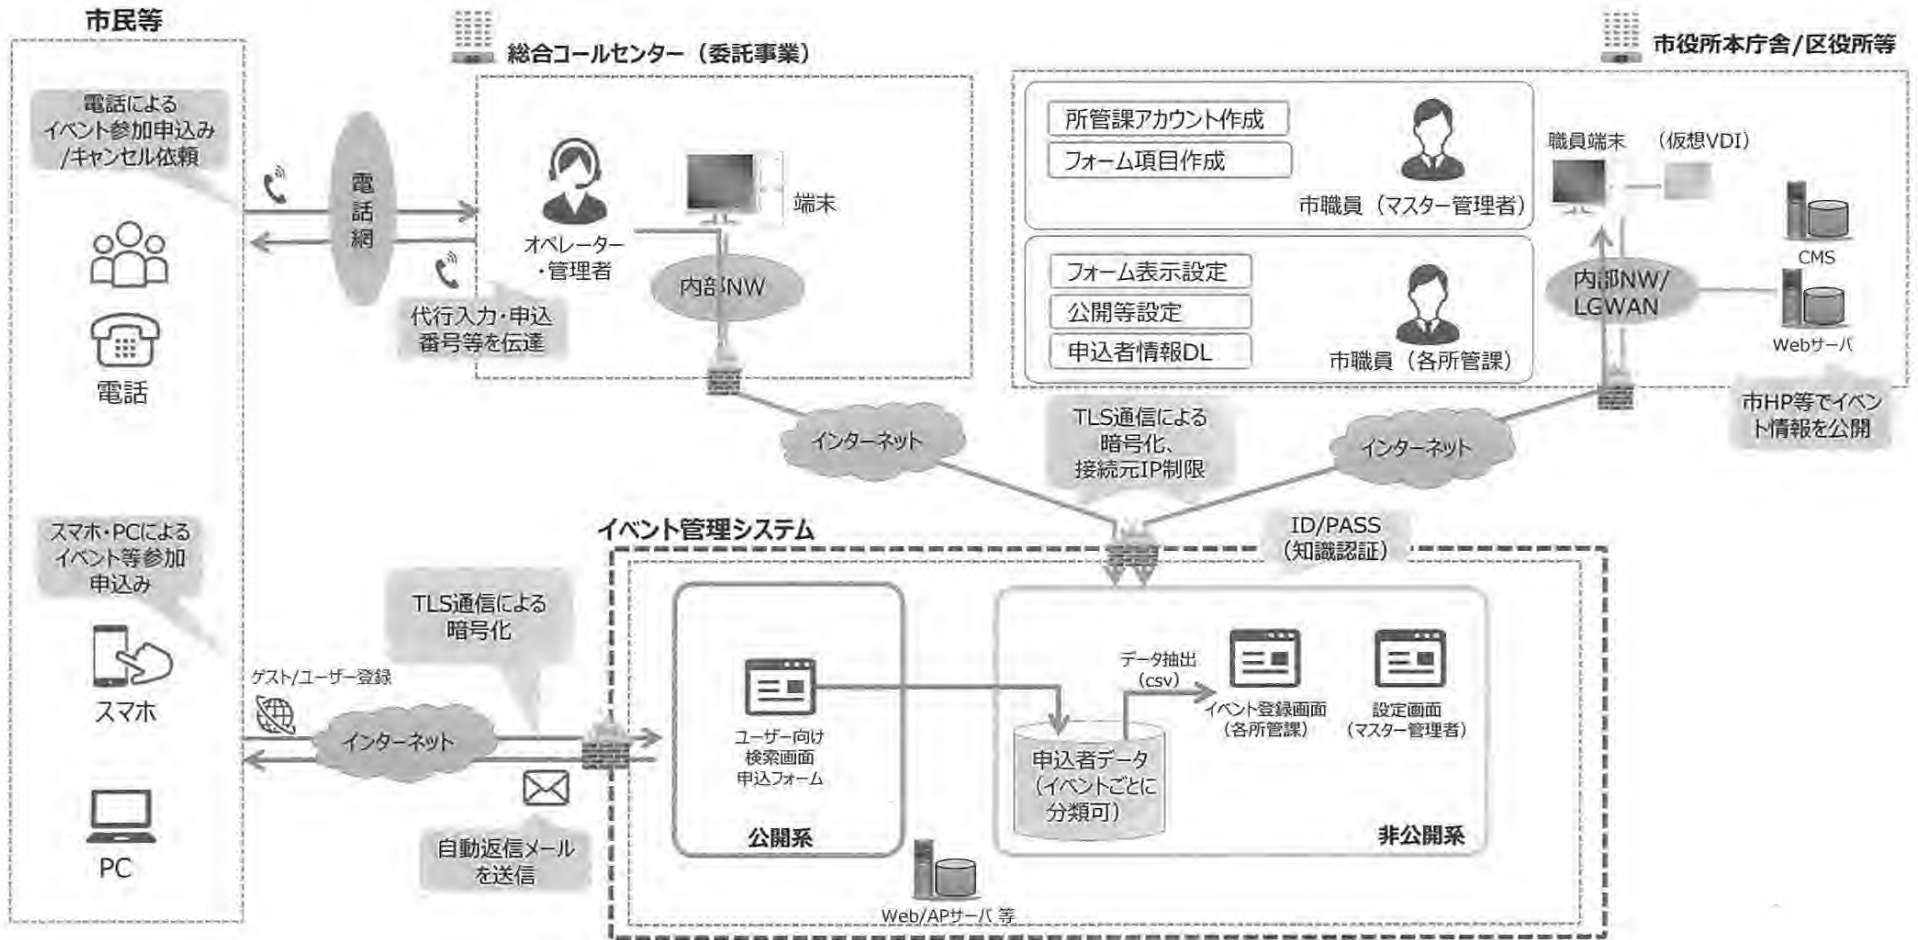 市民等
電話による
イベント参加申込み
/キャンセル依頼
電話
スマホ・PCによる
イベント等参加
申込み
スマホ
PC
電話網
総合コールセンター（委託事業）
オペレーター
・管理者
端末
内部NW
代行入力・申込
番号等を伝達
市役所本庁舎/区役所等
所管課アカウント作成
フォーム項目作成
市職員（マスター管理者）
フォーム表示設定
公開等設定
申込者情報DL
市職員（各所管課）
職員端末
（仮想VDI）
内部NW/
LGWAN
CMS
Webサーバ
市HP等でイベン
ト情報を公開
インターネット
TLS通信による
暗号化、
接続元IP制限
インターネット
イベント管理システム
ID/PASS
（知識認証）
TLS通信による
暗号化
ゲスト/ユーザー登録
インターネット
自動返信メール
を送信
ユーザー向け
検索画面
申込フォーム
公開系
データ抽出
（csv）
イベント登録画面
（各所管課）
設定画面
（マスター管理者）
申込者データ
（イベントごとに
分類可）
非公開系
Web/APサーバ 等